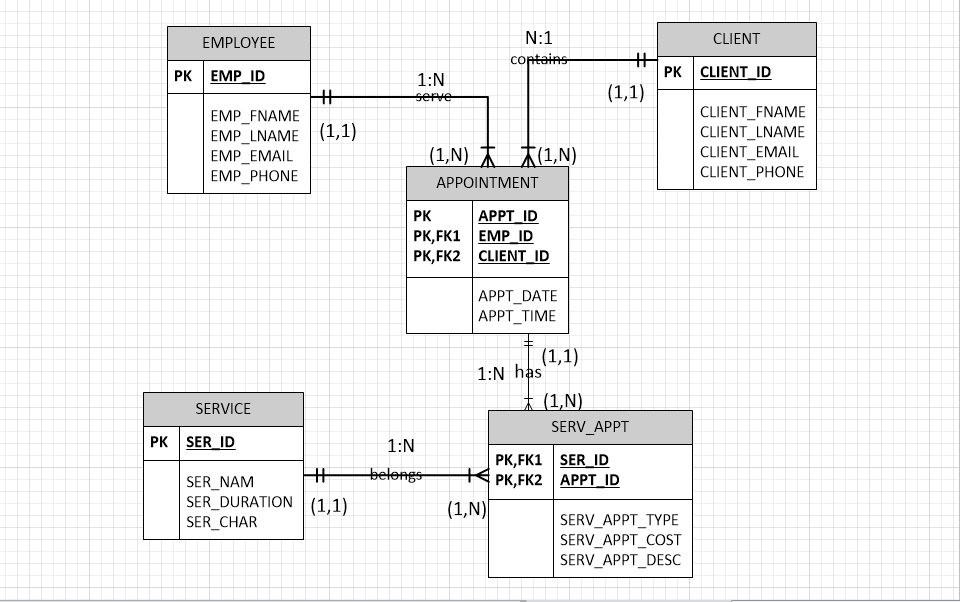 EMPLOYEE
PK EMP_ID
EMP_FNAME
EMP_LNAME
EMP_EMAIL
EMP_PHONE
1:N
serve
(1,1)
(1,N)
N:1
contains
(1,1)
(1,N)
CLIENT
PK CLIENT_ID
CLIENT_FNAME
CLIENT_LNAME
CLIENT_EMAIL
CLIENT_PHONE
APPOINTMENT
PK APPT_ID
PK,FK1 EMP_ID
PK,FK2 CLIENT_ID
APPT_DATE
APPT_TIME
(1,1)
1:N has
(1,N)
SERVICE
PK SER_ID
SER_NAM
SER_DURATION
SER_CHAR
1:N
belongs
(1,1)
(1,N)
SERV_APPT
PK,FK1 SER_ID
PK,FK2 APPT_ID
SERV_APPT_TYPE
SERV_APPT_COST
SERV_APPT_DESC